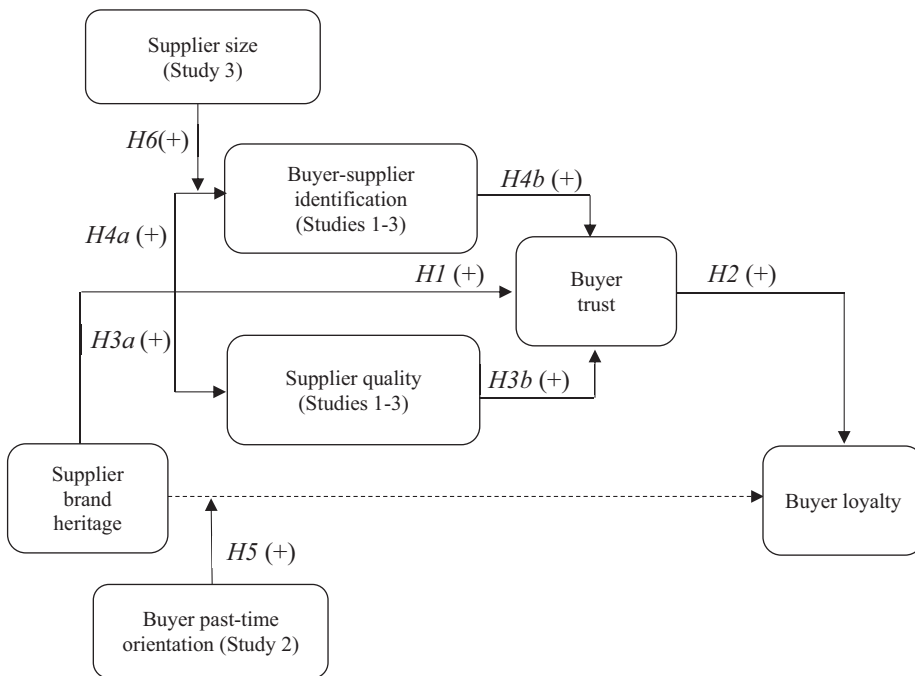 Supplier size
(Study 3)
H6(+)
Buyer-supplier
identification
(Studies 1-3)
H4b (+)
H4a (+)
H1 (+)
Buyer
trust
H2 (+)
H3a (+)
Supplier quality
(Studies 1-3)
H3b (+)
Supplier
brand
heritage
Buyer loyalty
H5 (+)
Buyer past-time
orientation (Study 2)